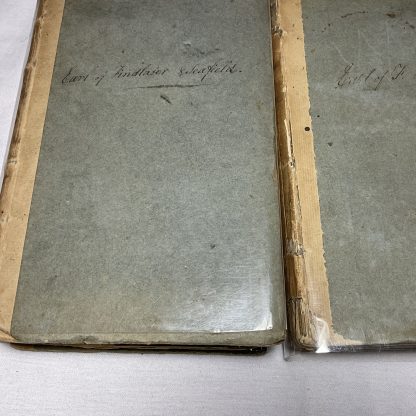 Earl of Findlater & Seafield.
Earl of F